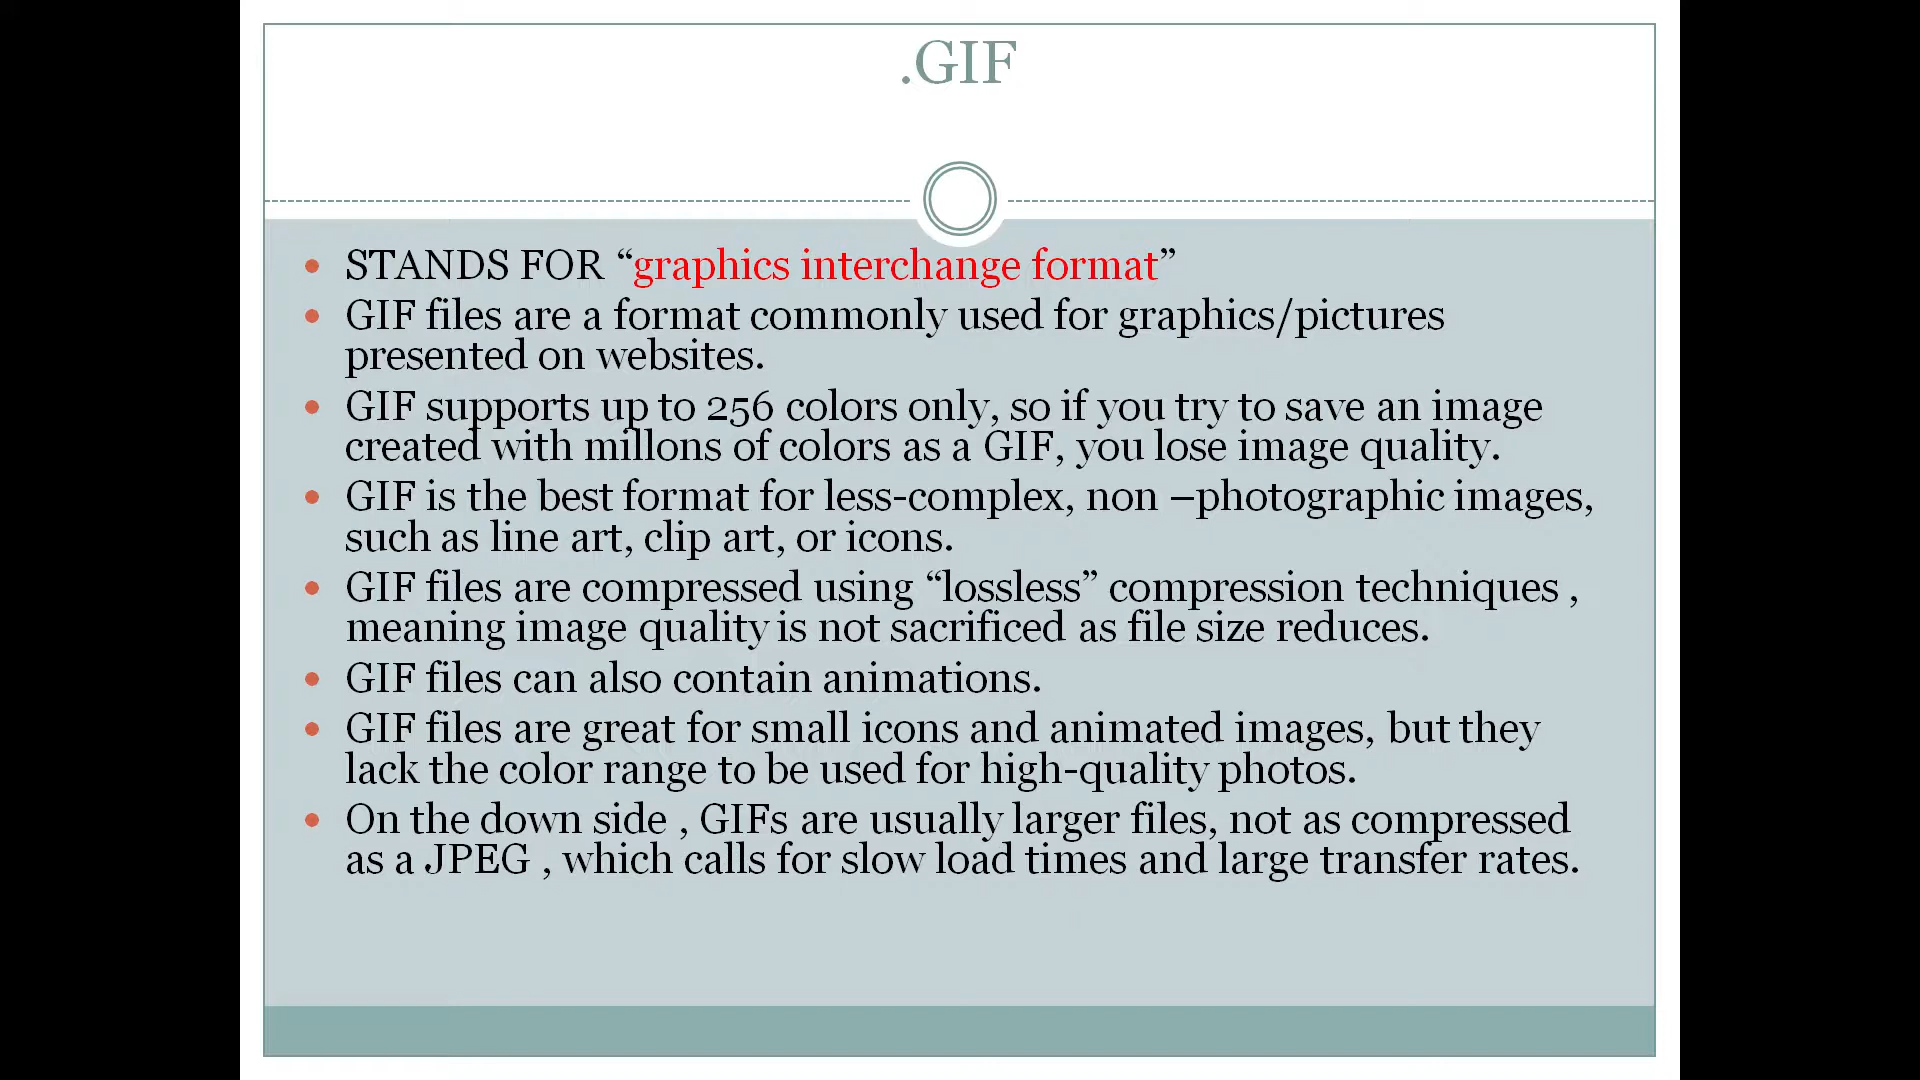 .GIF
• STANDS FOR “graphics interchange format”
• GIF files are a format commonly used for graphics/pictures
presented on websites.
• GIF supports up to 256 colors only, so if you try to save an image
created with millons of colors as a GIF, you lose image quality.
• GIF is the best format for less-complex, non –photographic images,
such as line art, clip art, or icons.
• GIF files are compressed using “lossless” compression techniques ,
meaning image quality is not sacrificed as file size reduces.
• GIF files can also contain animations.
• GIF files are great for small icons and animated images, but they
lack the color range to be used for high-quality photos.
• On the down side , GIFs are usually larger files, not as compressed
as a JPEG , which calls for slow load times and large transfer rates.